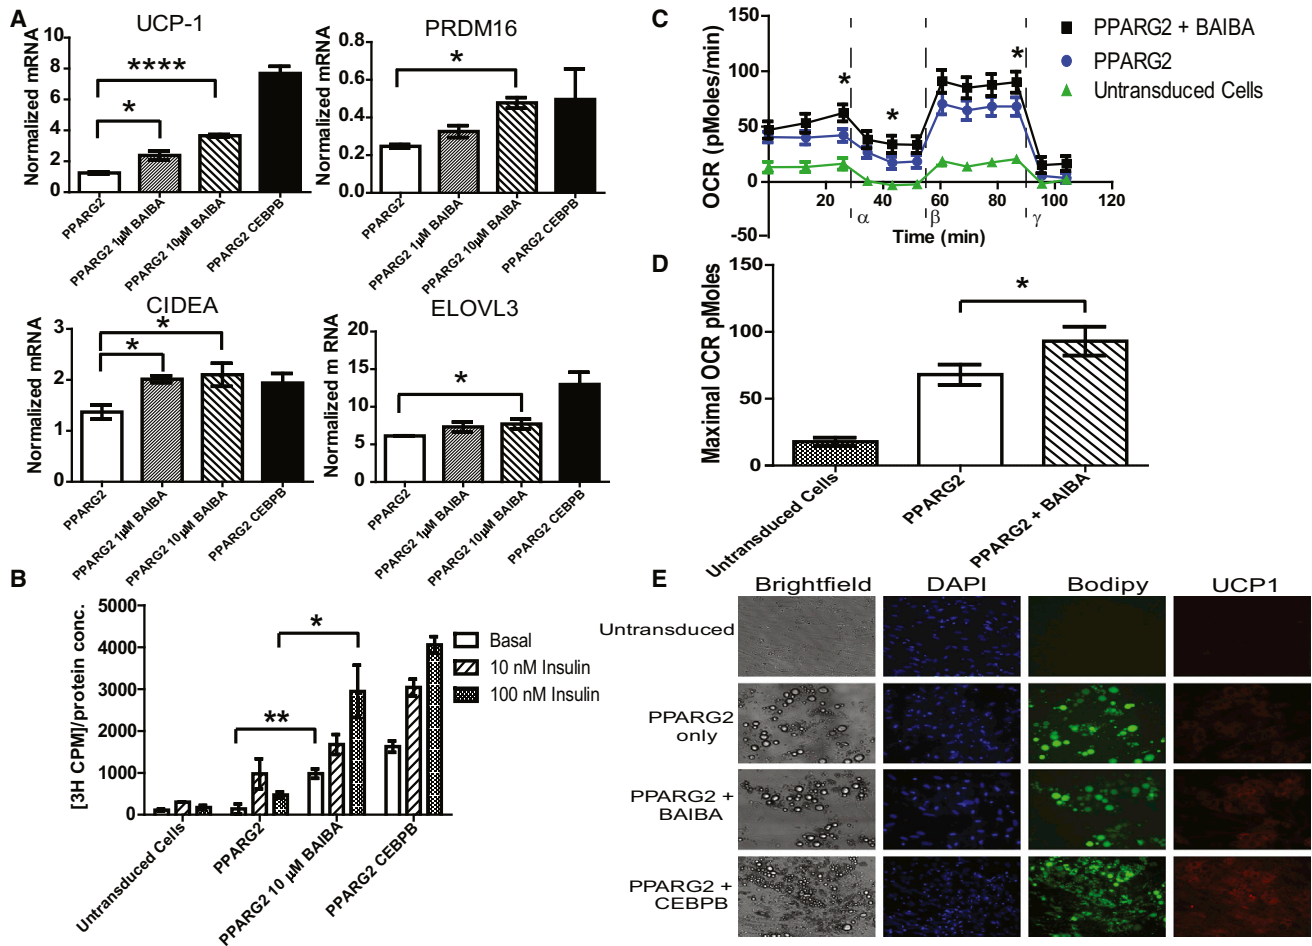 A
UCP-1
Normalized mRNA
10
8
6
4
2
0
****
*
PPARG2
PPARG2 1µM BAIBA
PPARG2 10µM BAIBA
PPARG2 CEBPB
PRDM16
Normalized mRNA
0.8
0.6
0.4
0.2
0.0
*
PPARG2
PPARG2 1µM BAIBA
PPARG2 10µM BAIBA
PPARG2 CEBPB
CIDEA
Normalized mRNA
3
2
1
0
*
*
PPARG2
PPARG2 1µM BAIBA
PPARG2 10µM BAIBA
PPARG2 CEBPB
ELOVL3
Normalized m RNA
20
15
10
5
0
*
PPARG2
PPARG2 1µM BAIBA
PPARG2 10µM BAIBA
PPARG2 CEBPB
B
[3H CPM]/protein conc.
5000
4000
3000
2000
1000
0
*
**
Basal
10 nM Insulin
100 nM Insulin
Untransduced Cells
PPARG2
PPARG2 10 µM BAIBA
PPARG2 CEBPB
C
OCR (pMoles/min)
150
100
50
0
-50
20
40
60
80
100
120
α
β
γ
Time (min)
*
*
*
PPARG2 + BAIBA
PPARG2
Untransduced Cells
D
Maximal OCR pMoles
150
100
50
0
*
Untransduced Cells
PPARG2
PPARG2 + BAIBA
E
Brightfield
DAPI
Bodipy
UCP1
Untransduced
PPARG2
only
PPARG2 +
BAIBA
PPARG2 +
CEBPB